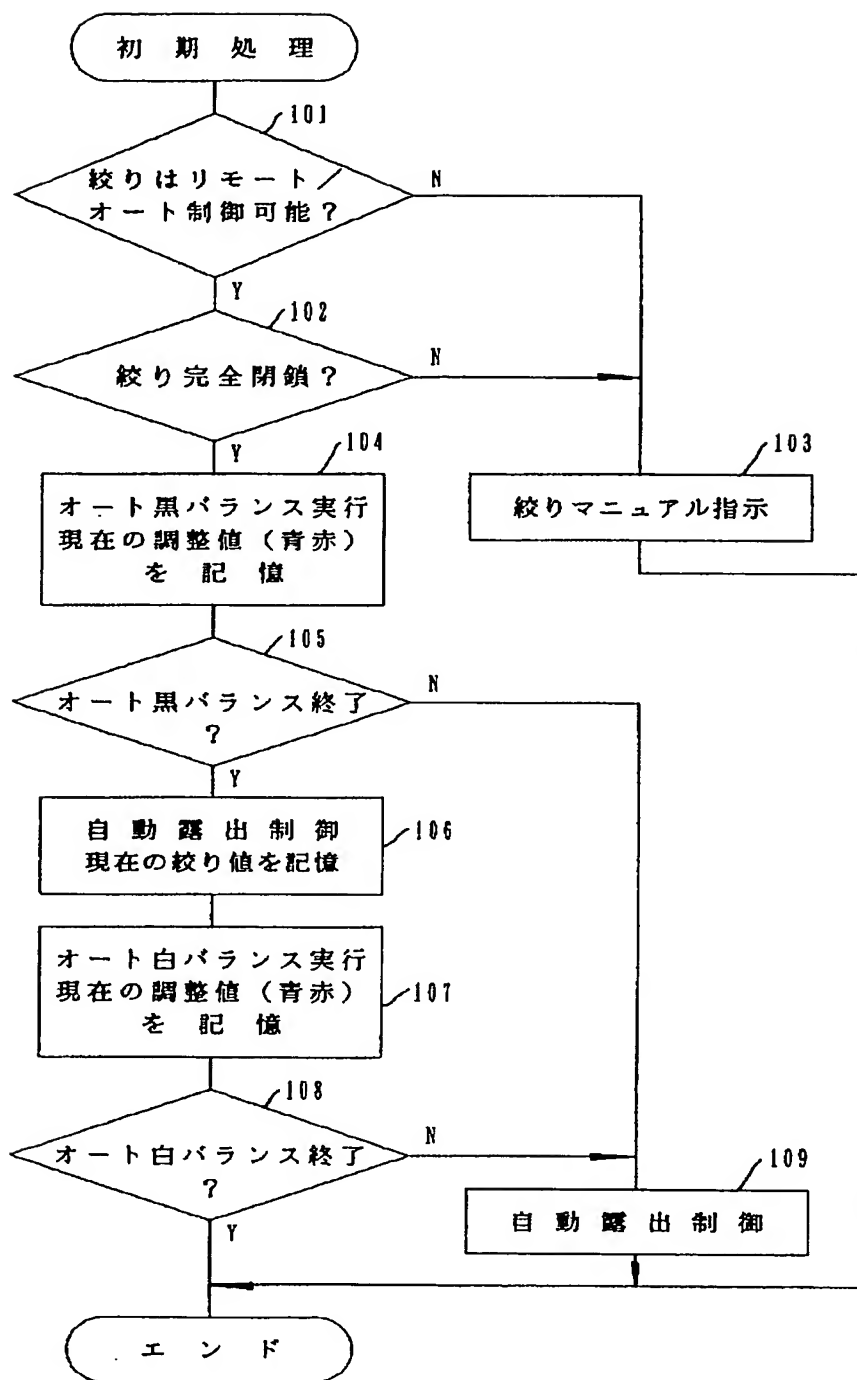 初期処理
101
絞りはリモート/
オート制御可能?
N
Y
102
絞り完全閉鎖?
N
Y
104
オート黒バランス実行
現在の調整値(青赤)
を記憶
103
絞りマニュアル指示
105
オート黒バランス終了
?
N
Y
自動露出制御
現在の絞り値を記憶
106
オート白バランス実行
現在の調整値(青赤)
を記憶
107
108
オート白バランス終了
?
N
Y
109
自動露出制御
エンド